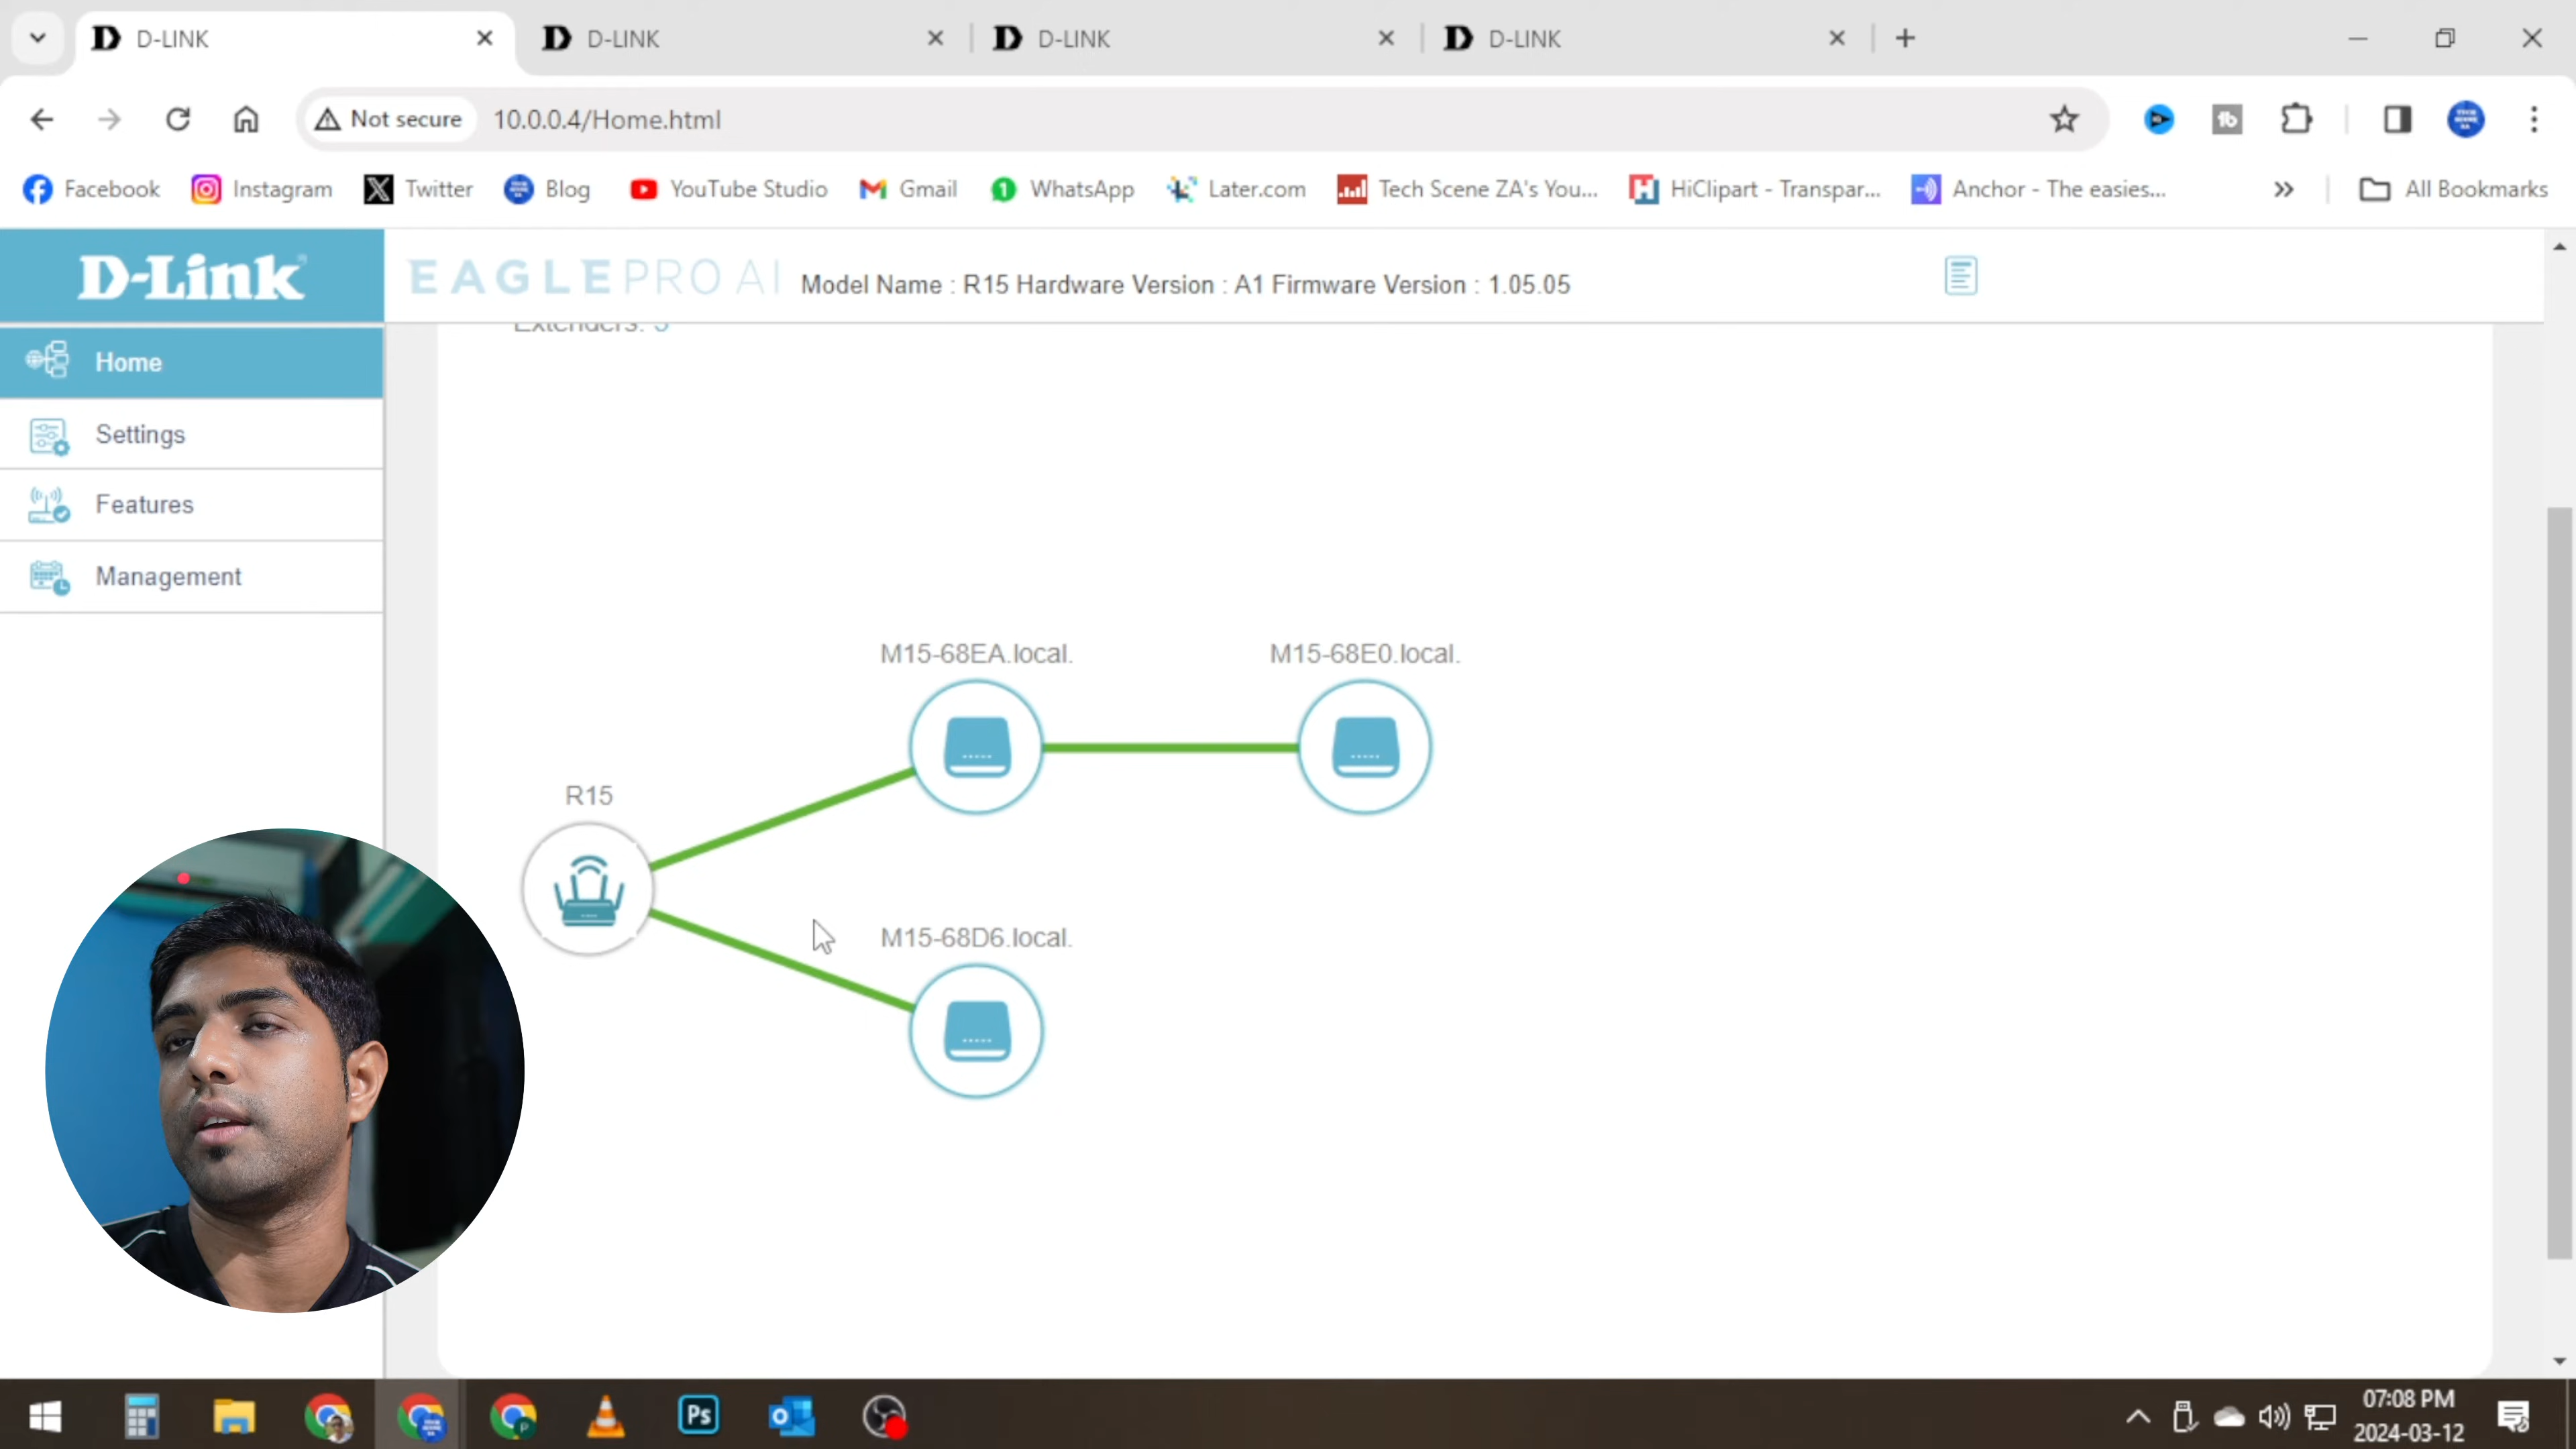 D-LINK
D-LINK
D-LINK
D-LINK
Not secure 10.0.0.4/Home.html
Facebook Instagram Twitter Blog YouTube Studio Gmail WhatsApp Later.com Tech Scene ZA's You... HiClipart - Transpar... Anchor - The easies... » All Bookmarks
D-Link EAGLE PRO AI Model Name : R15 Hardware Version : A1 Firmware Version : 1.05.05
Extenders: 3
Home
Settings
Features
Management
M15-68EA.local. M15-68E0.local.
R15
M15-68D6.local.
Ps
07:08 PM
2024-03-12